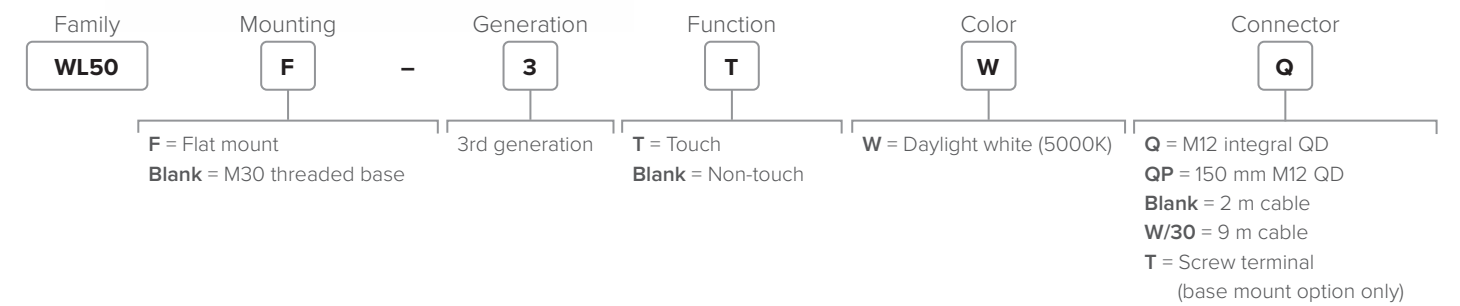 Family Mounting Generation Function Color Connector
WL50 F – 3 T W Q
F = Flat mount
Blank = M30 threaded base
3rd generation
T = Touch
Blank = Non-touch
W = Daylight white (5000K)
Q = M12 integral QD
QP = 150 mm M12 QD
Blank = 2 m cable
W/30 = 9 m cable
T = Screw terminal
(base mount option only)